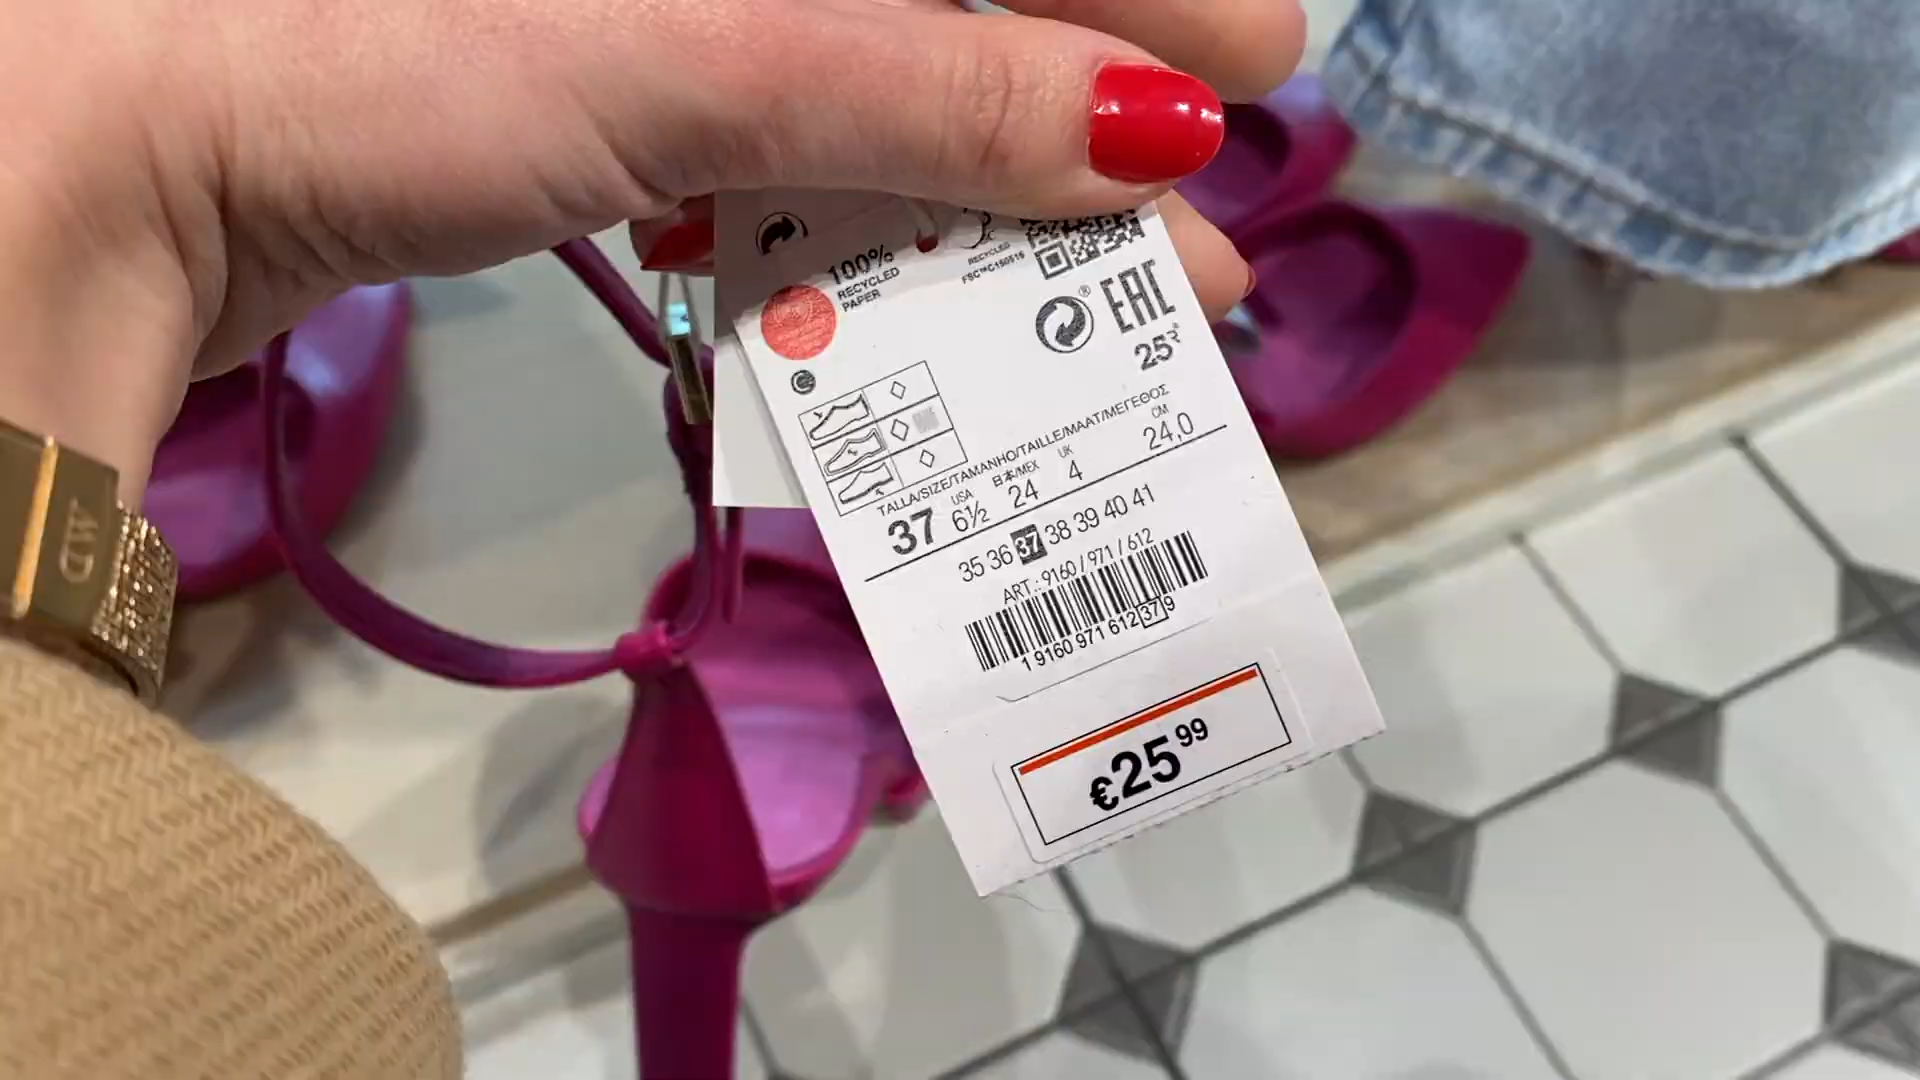 100%
RECYCLED
PAPER
RECYCLED
FSC™C150515
®
EAC
25
TALLA/SIZE/TAMANHO/TAILLE/MAAT/ΜΕΓΕΘΟΣ
USA 日本/MEX UK CM
37 6½ 24 4 24,0
35 36 37 38 39 40 41
ART.: 9160 / 971 / 612
1 9160 971 612 37 9
€25 99